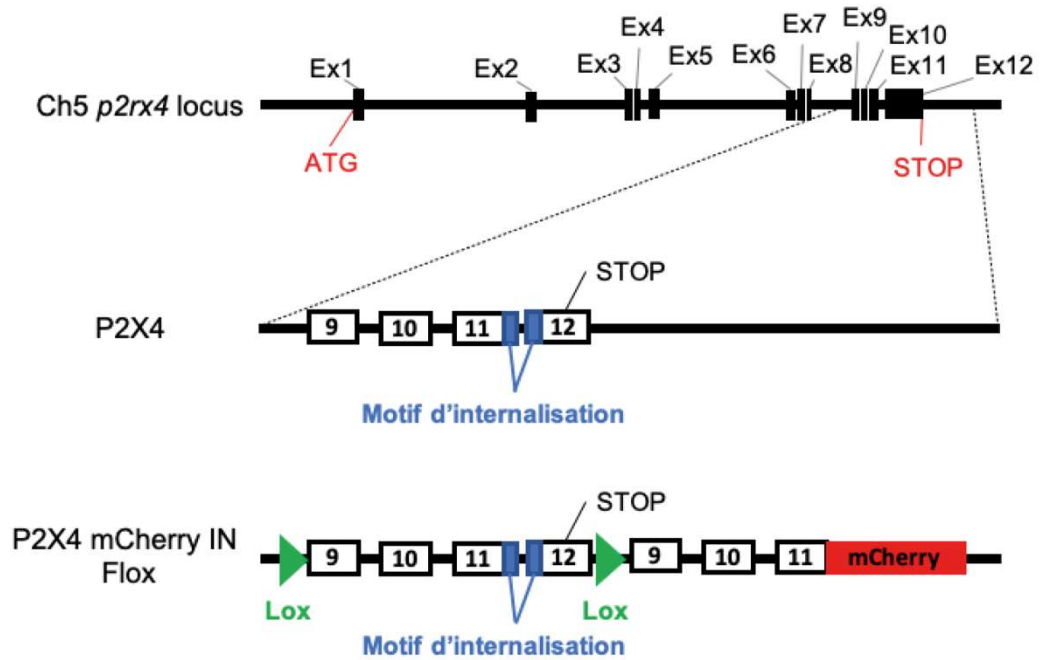 Ex1
Ex2
Ex3
Ex4
Ex5
Ex6
Ex7
Ex8
Ex9
Ex10
Ex11
Ex12
Ch5 p2rx4 locus
ATG
STOP
STOP
P2X4
9 10 11 12
Motif d'internalisation
STOP
P2X4 mCherry IN
Flox
9 10 11 12 9 10 11 mCherry
Lox Lox
Motif d'internalisation